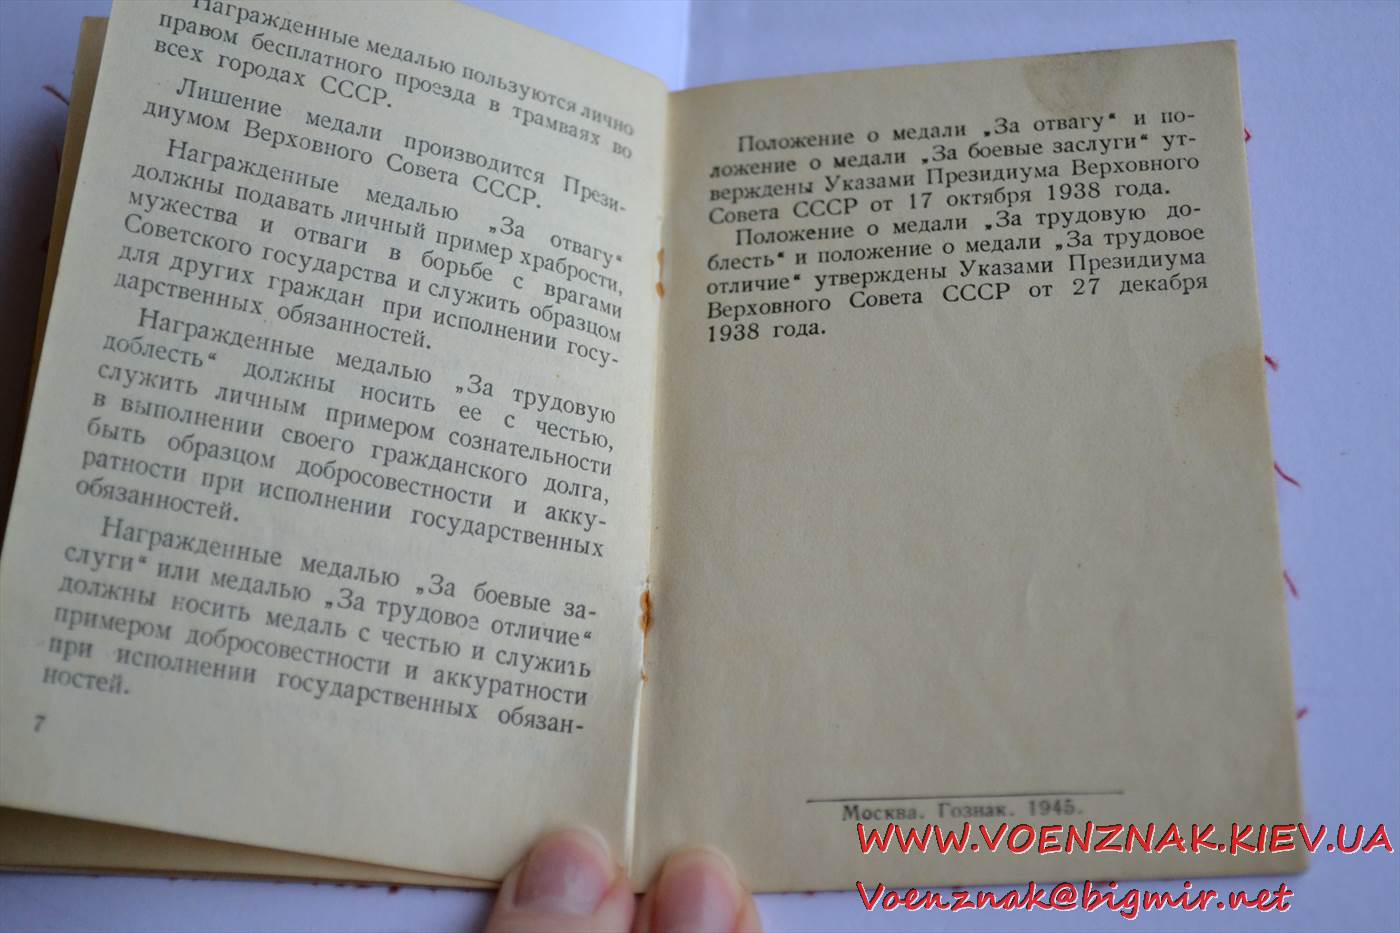 Награжденные медалью пользуются лично
правом бесплатного проезда в трамваях во
всех городах СССР.
Лишение медали производится Прези-
диумом Верховного Совета СССР.
Награжденные медалью „За отвагу“
должны подавать личный пример храбрости,
мужества и отваги в борьбе с врагами
Советского государства и служить образцом
для других граждан при исполнении госу-
дарственных обязанностей.
Награжденные медалью „За трудовую
доблесть“ должны носить ее с честью,
служить личным примером сознательности
в выполнении своего гражданского долга,
быть образцом добросовестности и акку-
ратности при исполнении государственных
обязанностей.
Награжденные медалью „За боевые за-
слуги“ или медалью „За трудовое отличие“
должны носить медаль с честью и служить
примером добросовестности и аккуратности
при исполнении государственных обязан-
ностей.
7
Положение о медали „За отвагу“ и по-
ложение о медали „За боевые заслуги“ ут-
верждены Указами Президиума Верховного
Совета СССР от 17 октября 1938 года.
Положение о медали „За трудовую до-
блесть“ и положение о медали „За трудовое
отличие“ утверждены Указами Президиума
Верховного Совета СССР от 27 декабря
1938 года.
Москва. Гознак. 1945.
WWW.VOENZNAK.KIEV.UA
Voenznak@bigmir.net